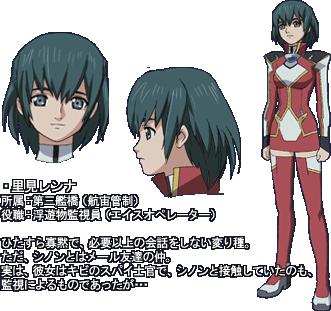 ・里見レンナ
所属：第二艦橋（航宙管制）
役職：浮遊物監視員（エイスオペレーター）
ひたすら寡黙で、必要以上の会話をしない変り種。
ただ、シノンとはメール友達の仲。
実は、彼女はキビのスパイ士官で、シノンと接触していたのも、
監視によるものであったが…